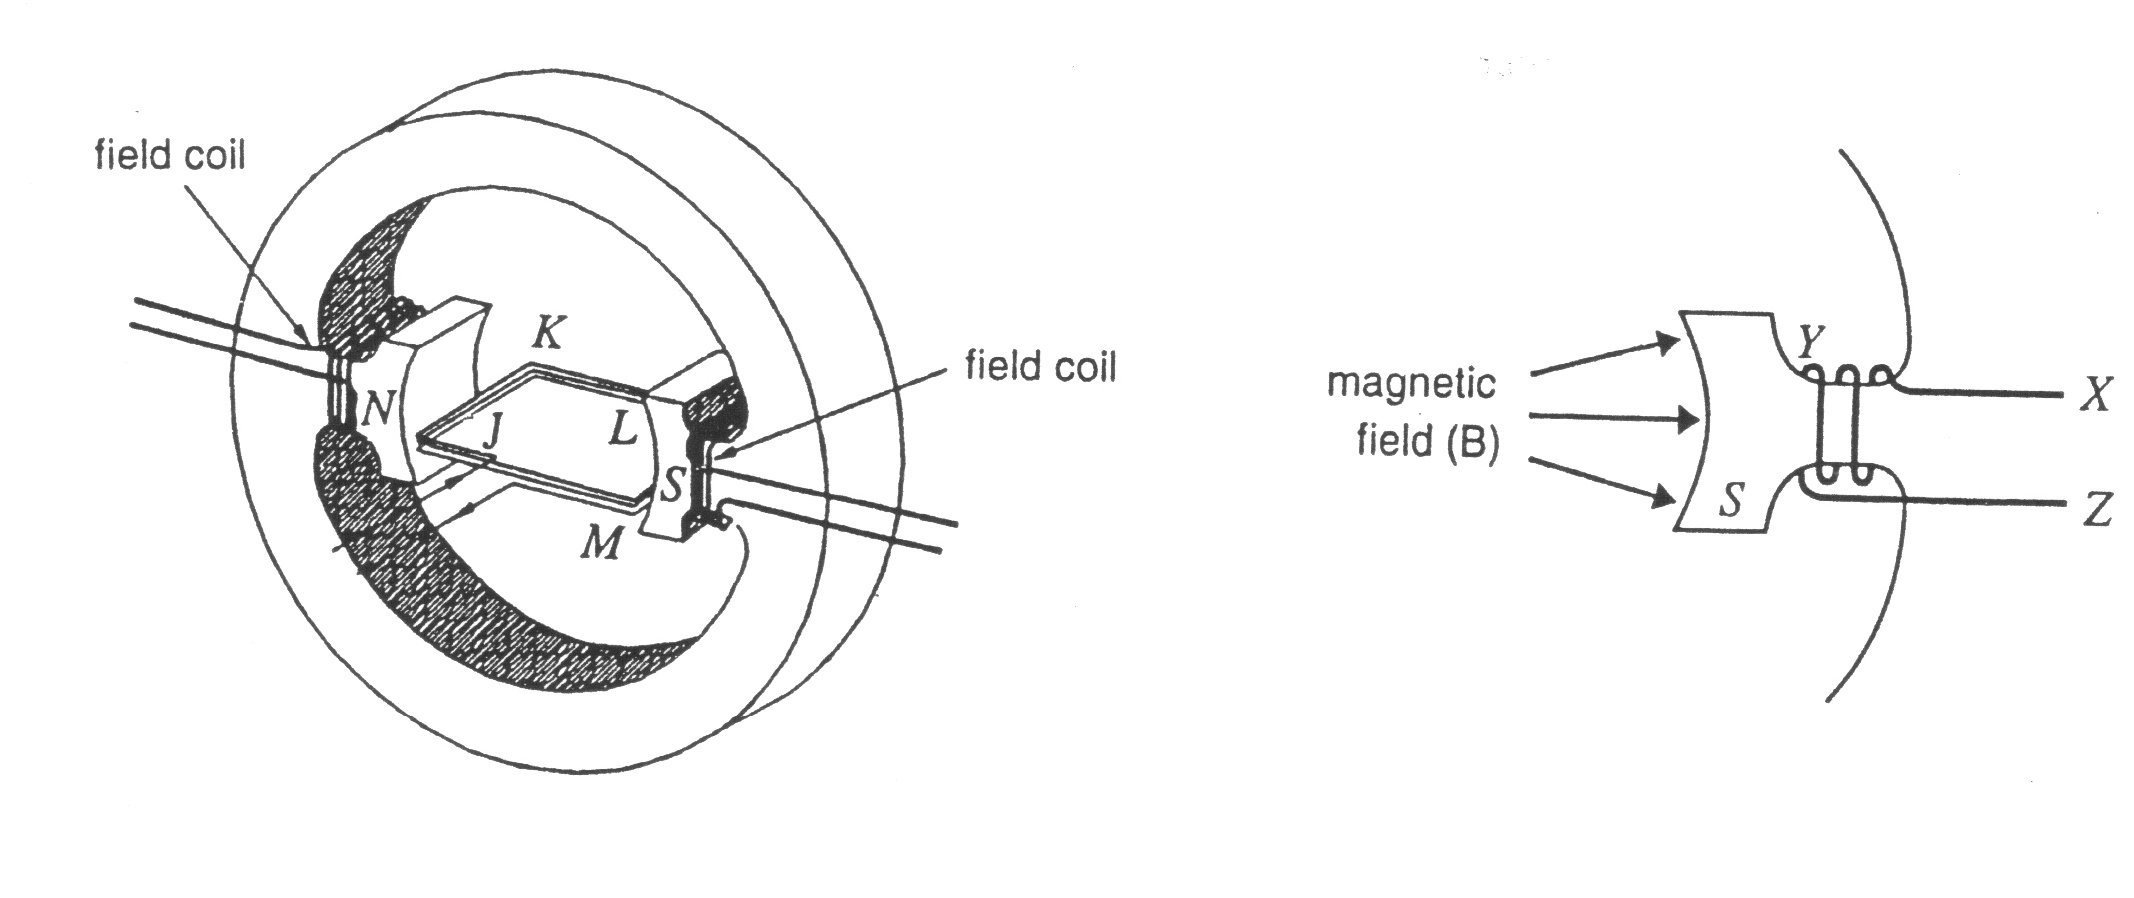 field coil
K
N
J
L
field coil
S
M
magnetic
field (B)
Y
X
S
Z